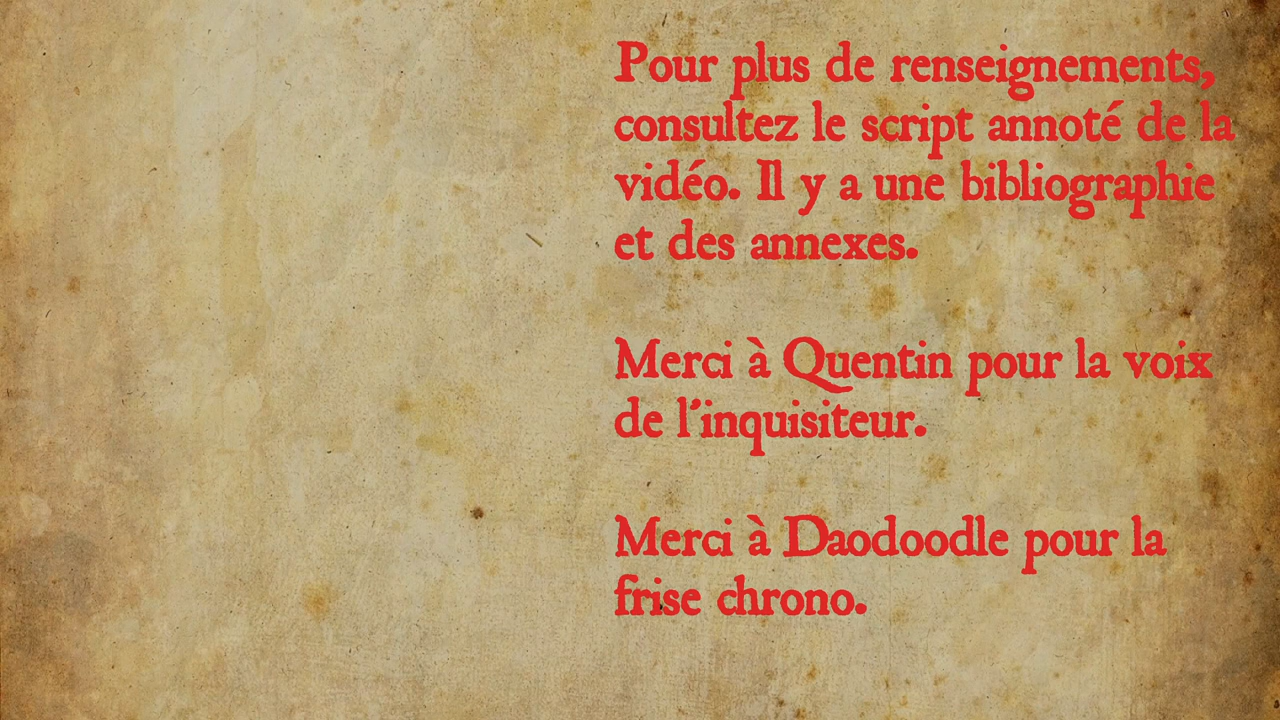 Pour plus de renseignements,
consultez le script annoté de la
vidéo. Il y a une bibliographie
et des annexes.
Merci à Quentin pour la voix
de l'inquisiteur.
Merci à Daodoodle pour la
frise chrono.